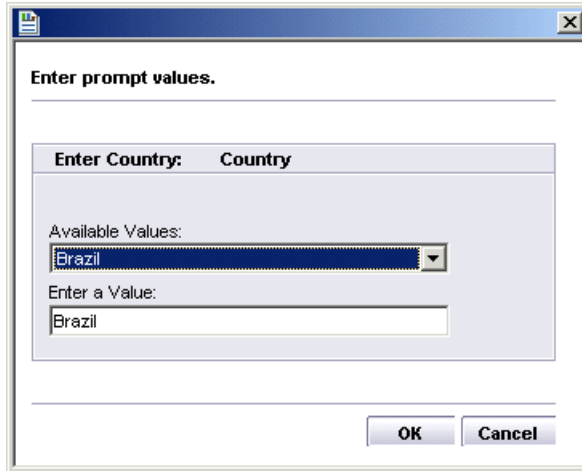 Enter prompt values.
Enter Country: Country
Available Values:
Brazil
Enter a Value:
Brazil
OK Cancel